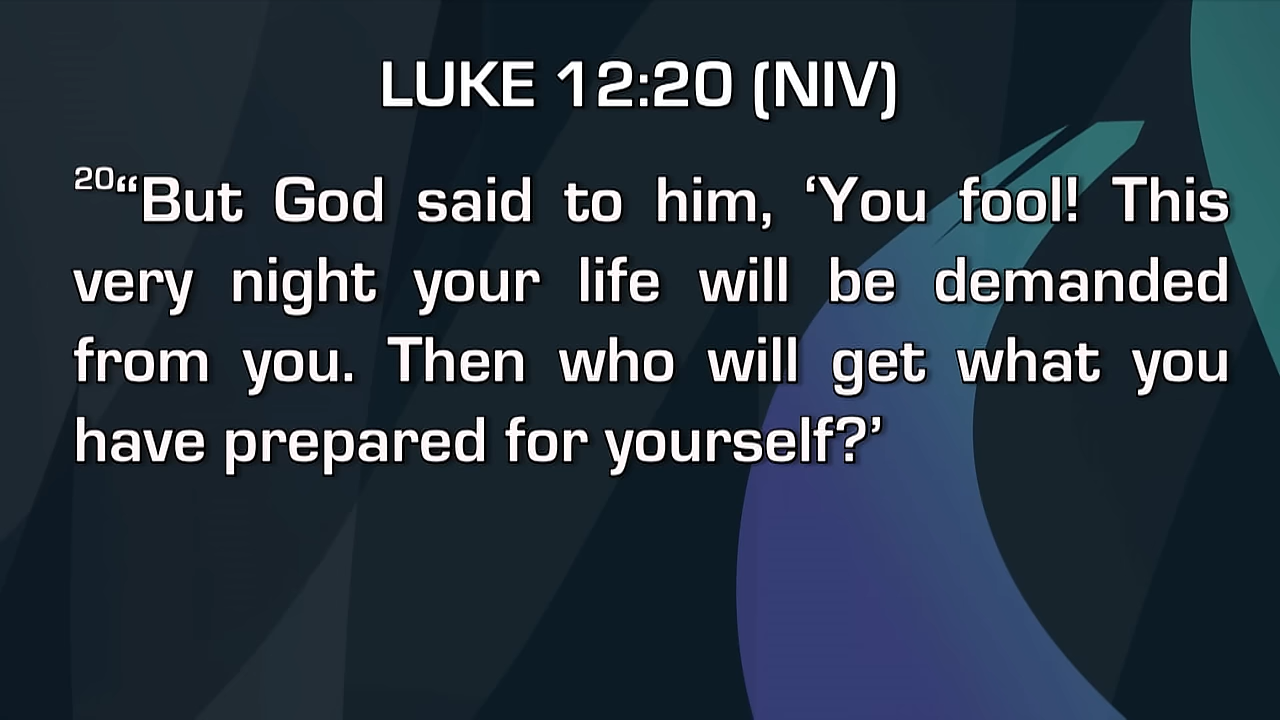 LUKE 12:20 (NIV)
20“But God said to him, ‘You fool! This
very night your life will be demanded
from you. Then who will get what you
have prepared for yourself?’